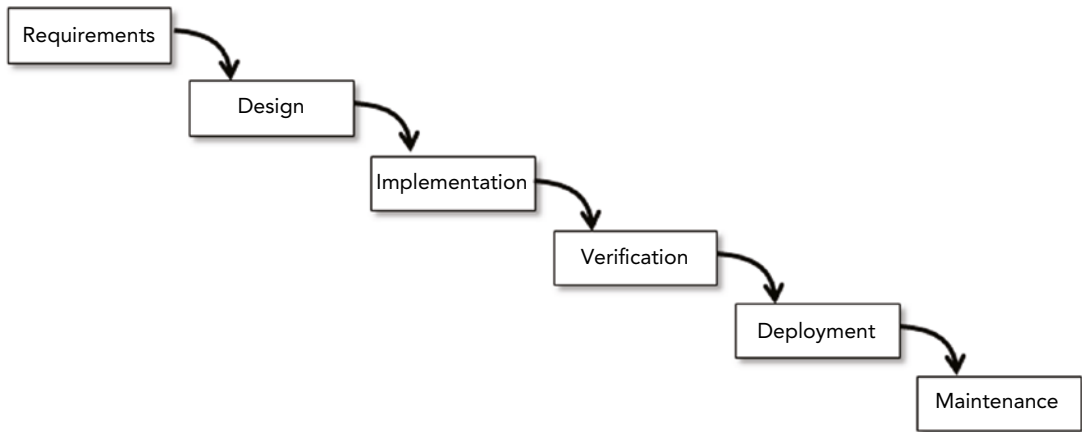 Requirements
Design
Implementation
Verification
Deployment
Maintenance